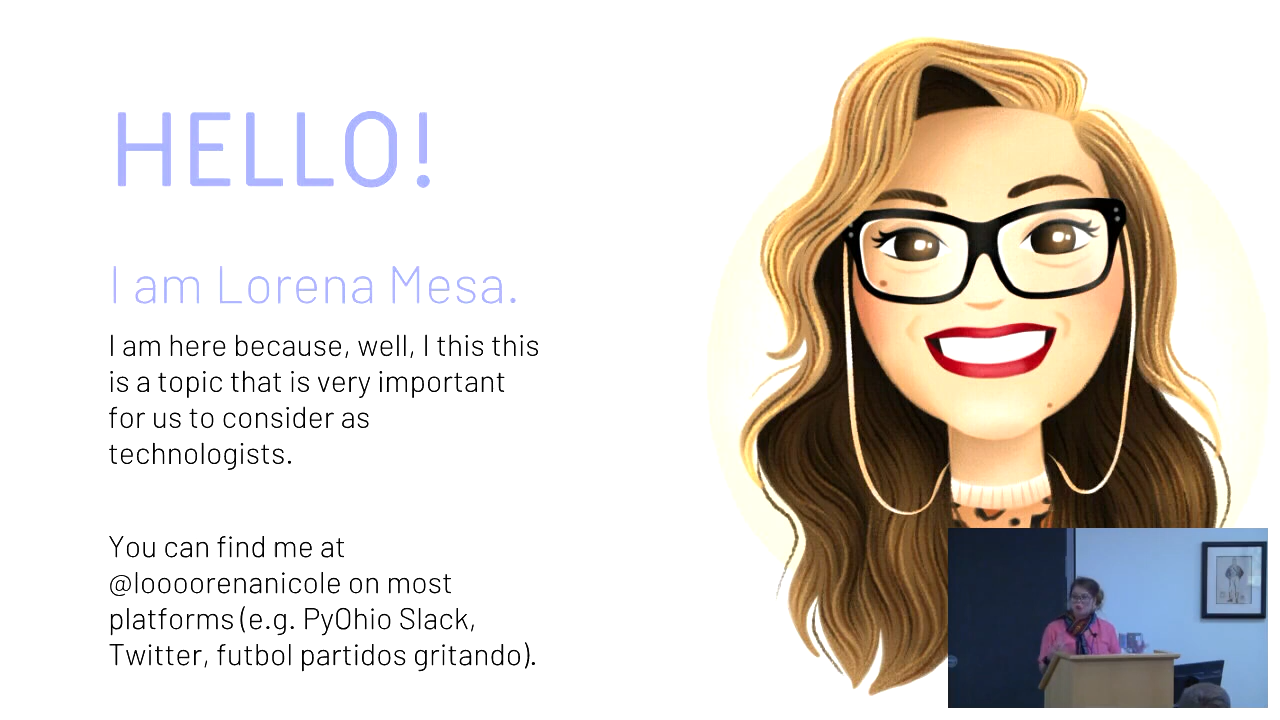 HELLO!
I am Lorena Mesa.
I am here because, well, I this this
is a topic that is very important
for us to consider as
technologists.
You can find me at
@loooorenanicole on most
platforms (e.g. PyOhio Slack,
Twitter, futbol partidos gritando).